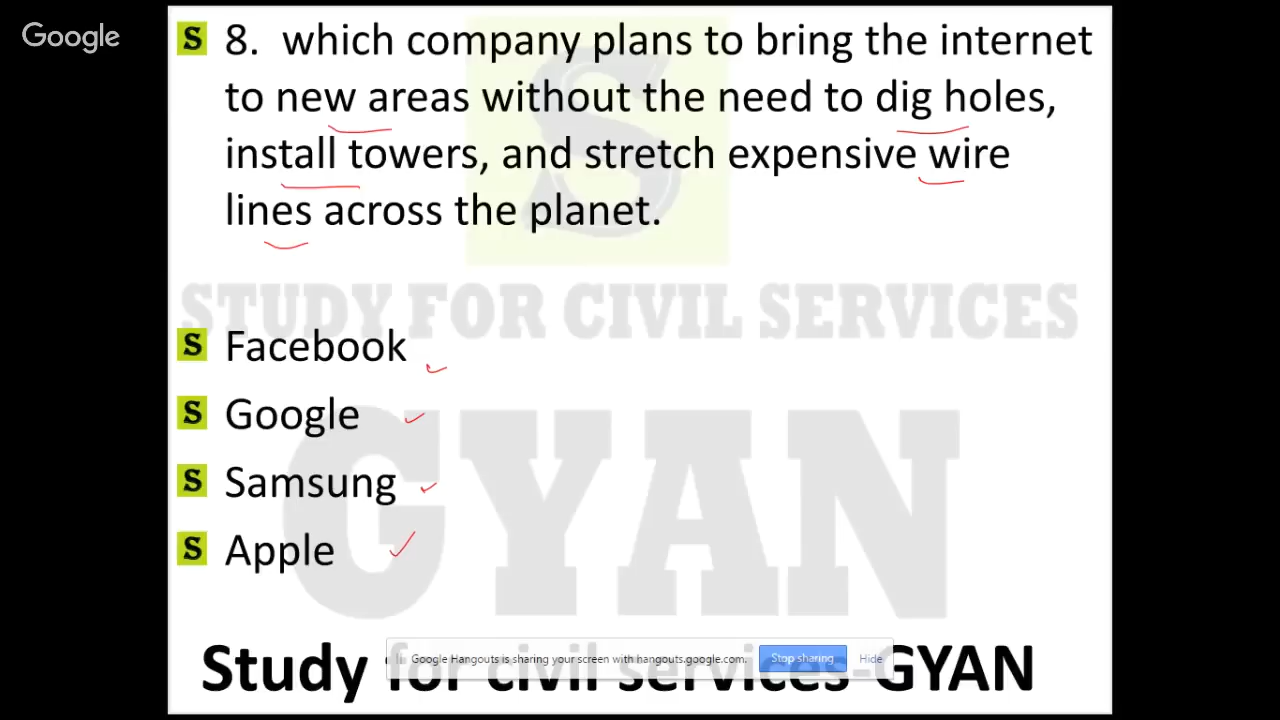 Google
S 8. which company plans to bring the internet
to new areas without the need to dig holes,
install towers, and stretch expensive wire
lines across the planet.
STUDY FOR CIVIL SERVICES
S Facebook
S Google
S Samsung
S Apple
GYAN
Google Hangouts is sharing your screen with hangouts.google.com. Stop sharing Hide
Study for civil services-GYAN